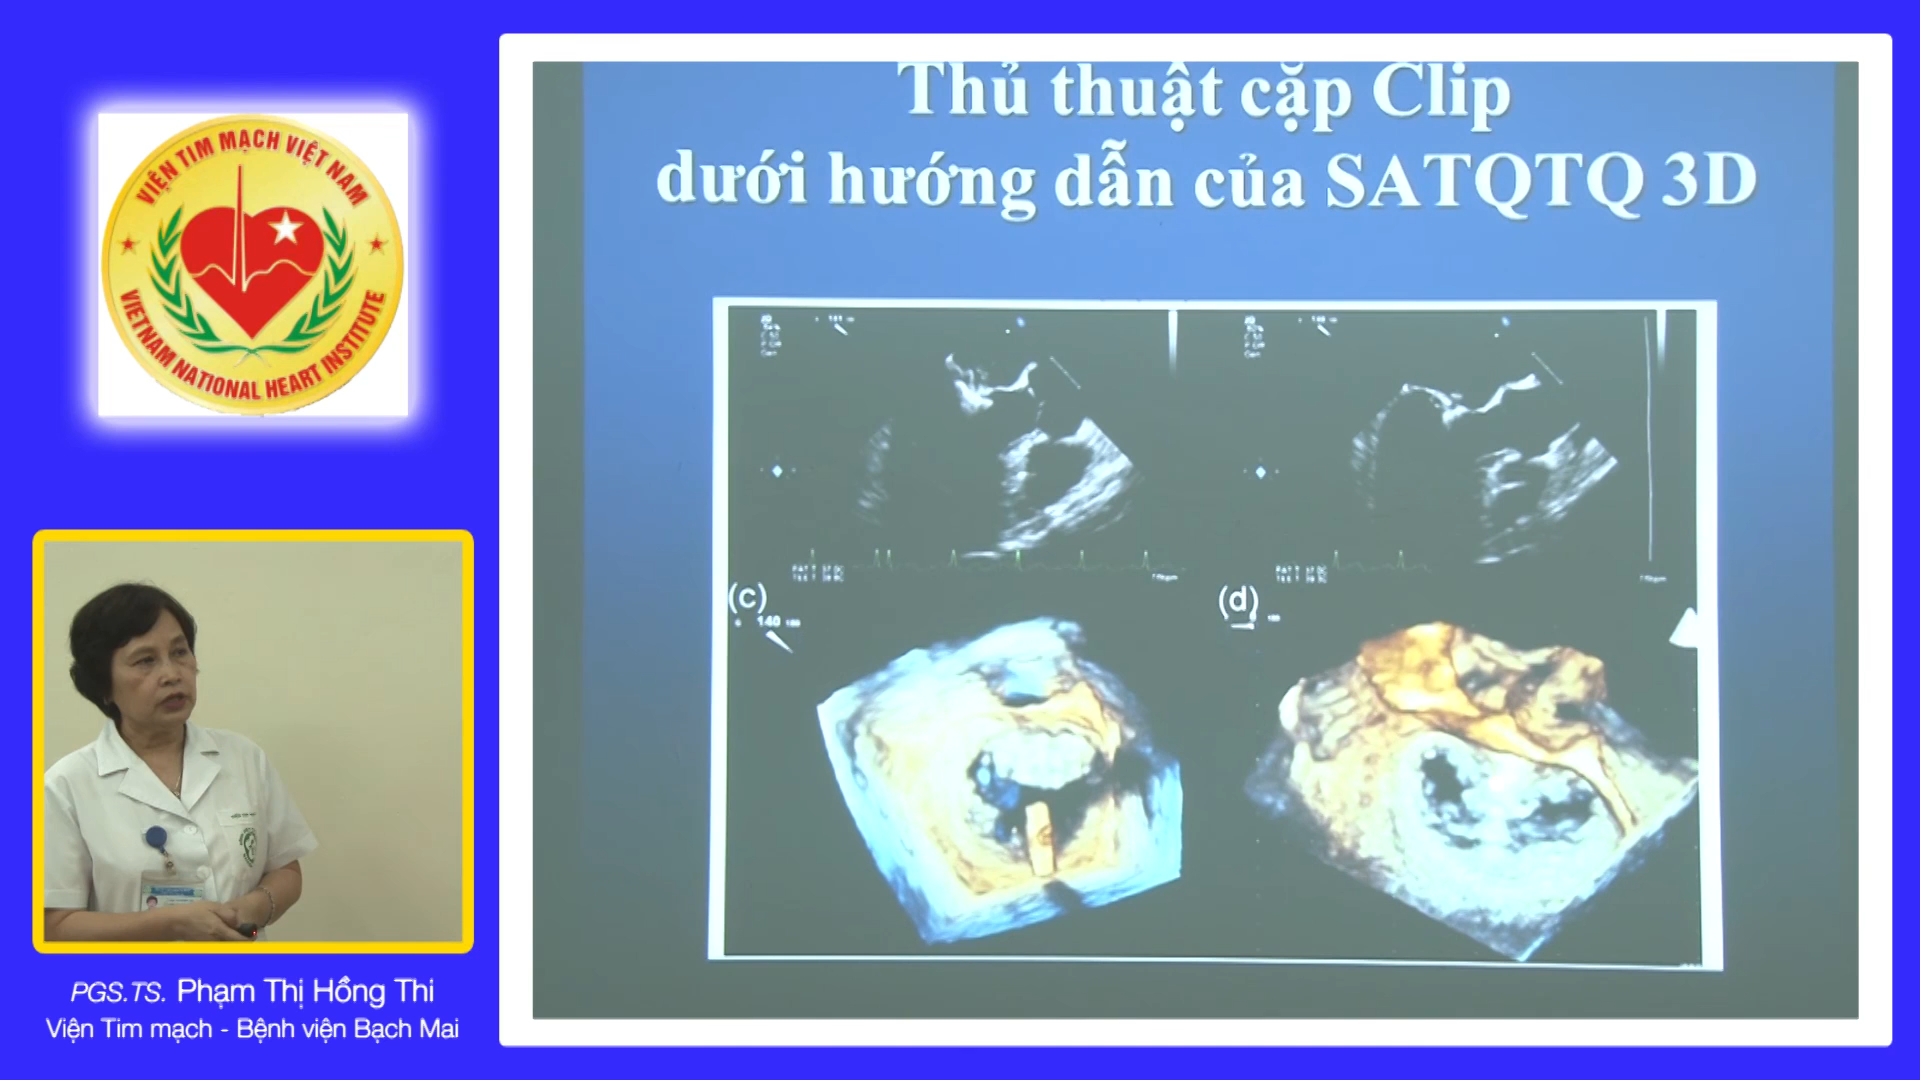 VIỆN TIM MẠCH VIỆT NAM
VIETNAM NATIONAL HEART INSTITUTE
PGS.TS. Phạm Thị Hồng Thi
Viện Tim mạch - Bệnh viện Bạch Mai
Thủ thuật cặp Clip
dưới hướng dẫn của SATQTQ 3D
(c)
140
(d)